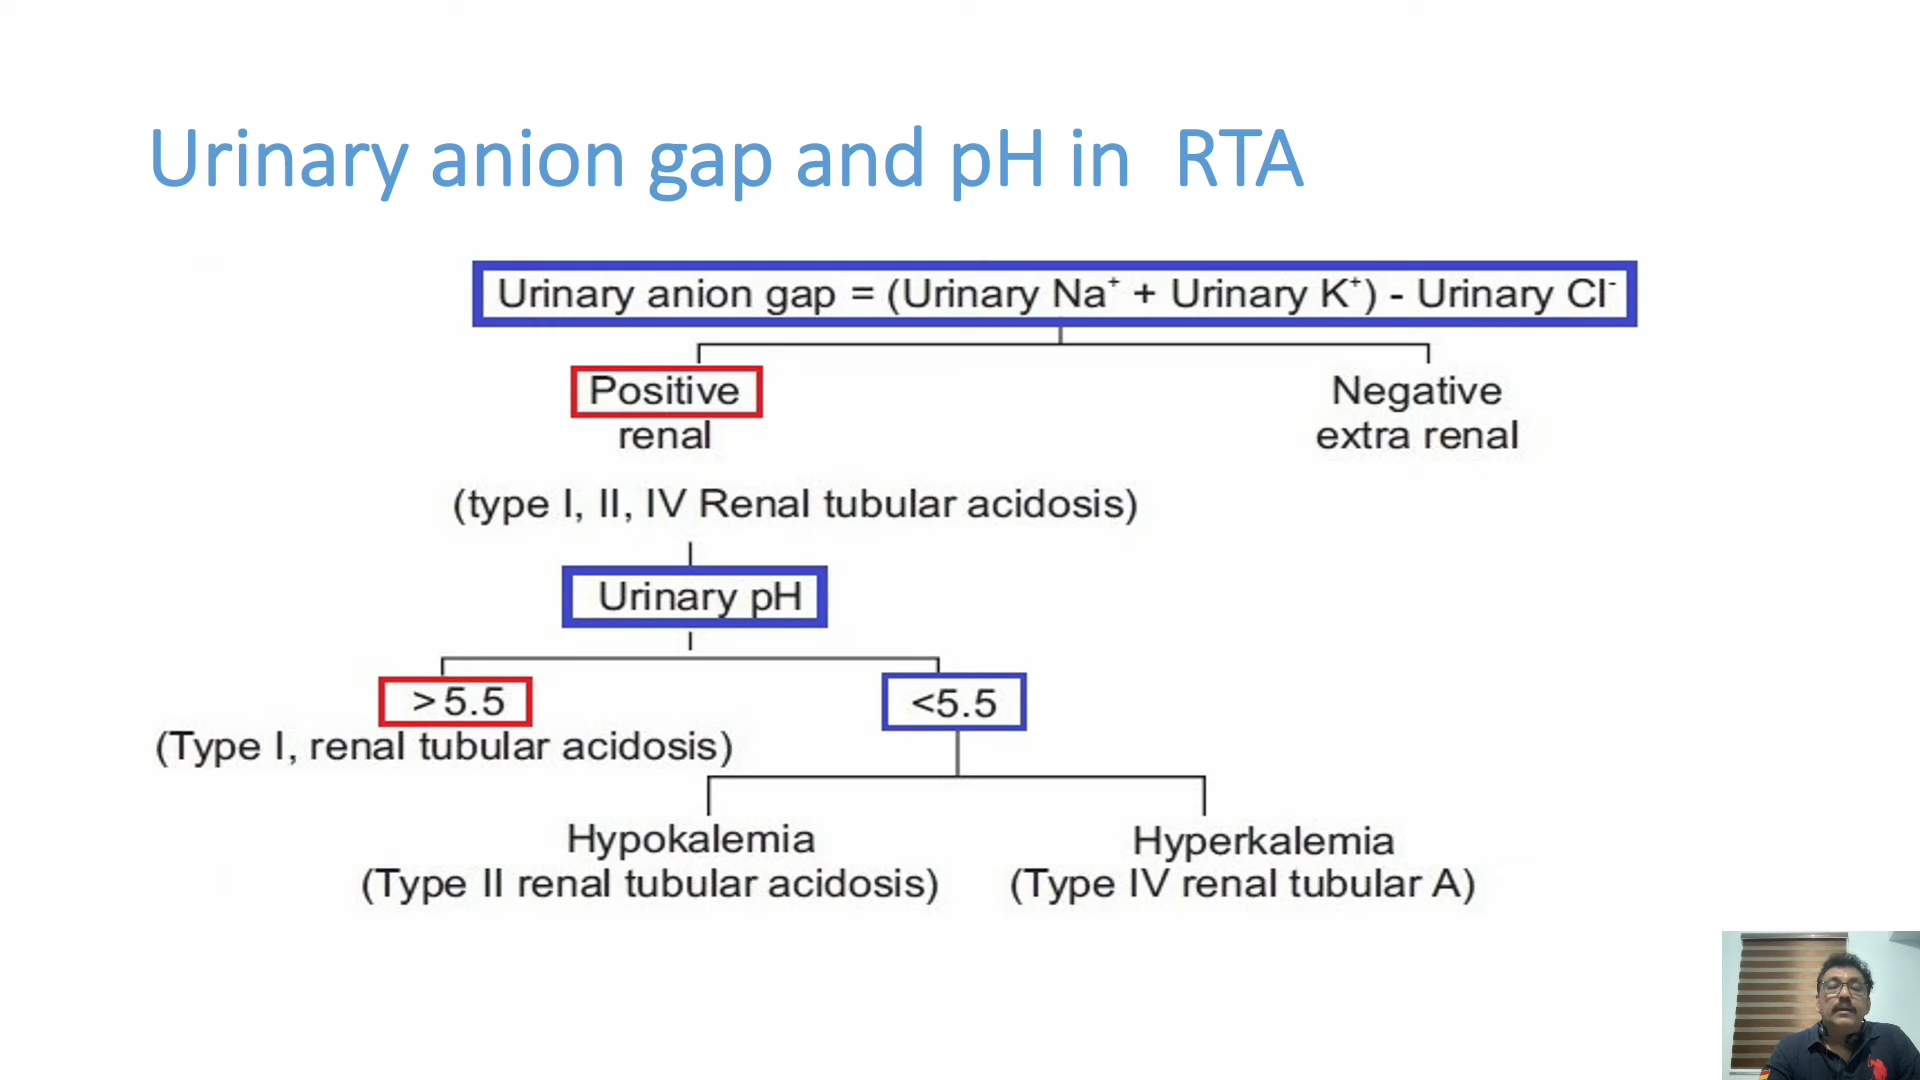 Urinary anion gap and pH in RTA
Urinary anion gap = (Urinary Na⁺ + Urinary K⁺) - Urinary Cl⁻
Positive
renal
Negative
extra renal
(type I, II, IV Renal tubular acidosis)
Urinary pH
>5.5
(Type I, renal tubular acidosis)
<5.5
Hypokalemia
(Type II renal tubular acidosis)
Hyperkalemia
(Type IV renal tubular A)